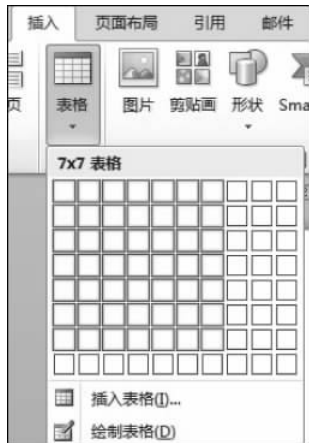 插入 页面布局 引用 邮件
页 表格 图片 剪贴画 形状 Sma
7x7 表格
插入表格(I)...
绘制表格(D)